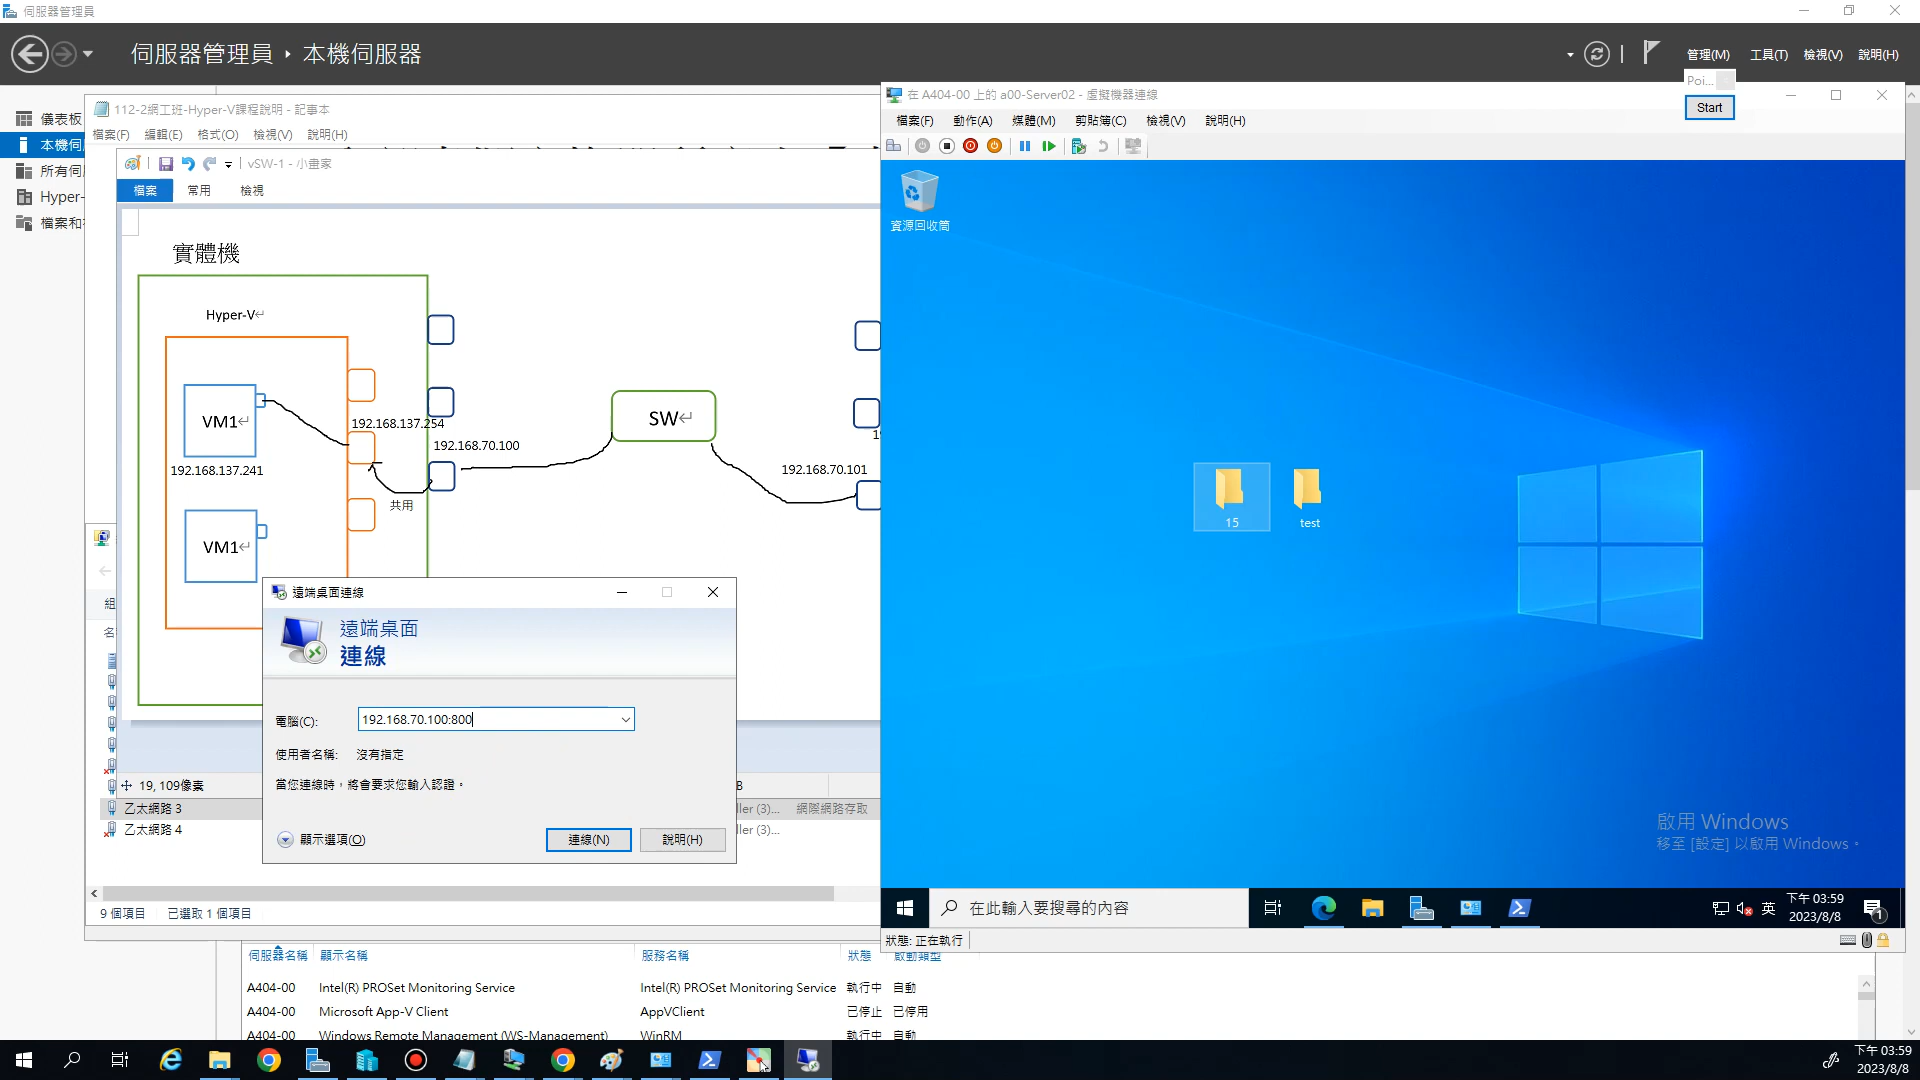 伺服器管理員
伺服器管理員 ‣ 本機伺服器
管理(M) 工具(T) 檢視(V) 說明(H)
儀表板
本機伺
所有伺
Hyper-
檔案和
112-2網工班-Hyper-V課程說明 - 記事本
檔案(F) 編輯(E) 格式(O) 檢視(V) 說明(H)
vSW-1 - 小畫家
檔案 常用 檢視
實體機
Hyper-V
VM1
192.168.137.241
VM1
192.168.137.254
192.168.70.100
共用
SW
192.168.70.101
19, 109像素
乙太網路 3
乙太網路 4
ller (3)... 網際網路存取
ller (3)...
9 個項目 已選取 1 個項目
遠端桌面連線
遠端桌面
連線
電腦(C): 192.168.70.100:800
使用者名稱: 沒有指定
當您連線時，將會要求您輸入認證。
顯示選項(O) 連線(N) 說明(H)
Poi...
Start
在 A404-00 上的 a00-Server02 - 虛擬機器連線
檔案(F) 動作(A) 媒體(M) 剪貼簿(C) 檢視(V) 說明(H)
資源回收筒
15
test
啟用 Windows
移至 [設定] 以啟用 Windows。
在此輸入要搜尋的內容
英
下午 03:59
2023/8/8
1
狀態: 正在執行
伺服器名稱 顯示名稱 服務名稱 狀態 啟動類型
A404-00 Intel(R) PROSet Monitoring Service Intel(R) PROSet Monitoring Service 執行中 自動
A404-00 Microsoft App-V Client AppVClient 已停止 已停用
A404-00 Windows Remote Management (WS-Management) WinRM 執行中 自動
下午 03:59
2023/8/8